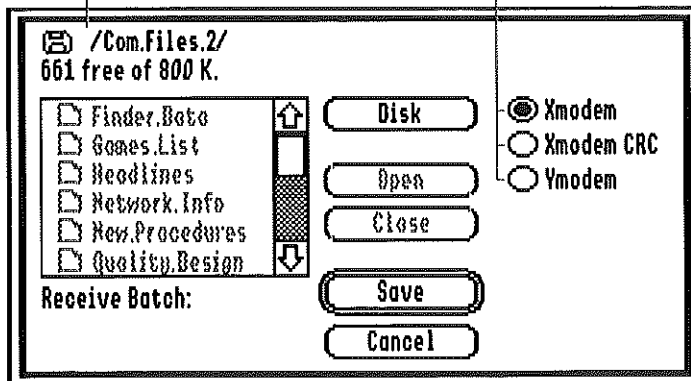 /Com.Files.2/
661 free of 800 K.
Finder.Data
Games.List
Headlines
Network.Info
New.Procedures
Quality.Design
Receive Batch:
Disk
Open
Close
Save
Cancel
Xmodem
Xmodem CRC
Ymodem